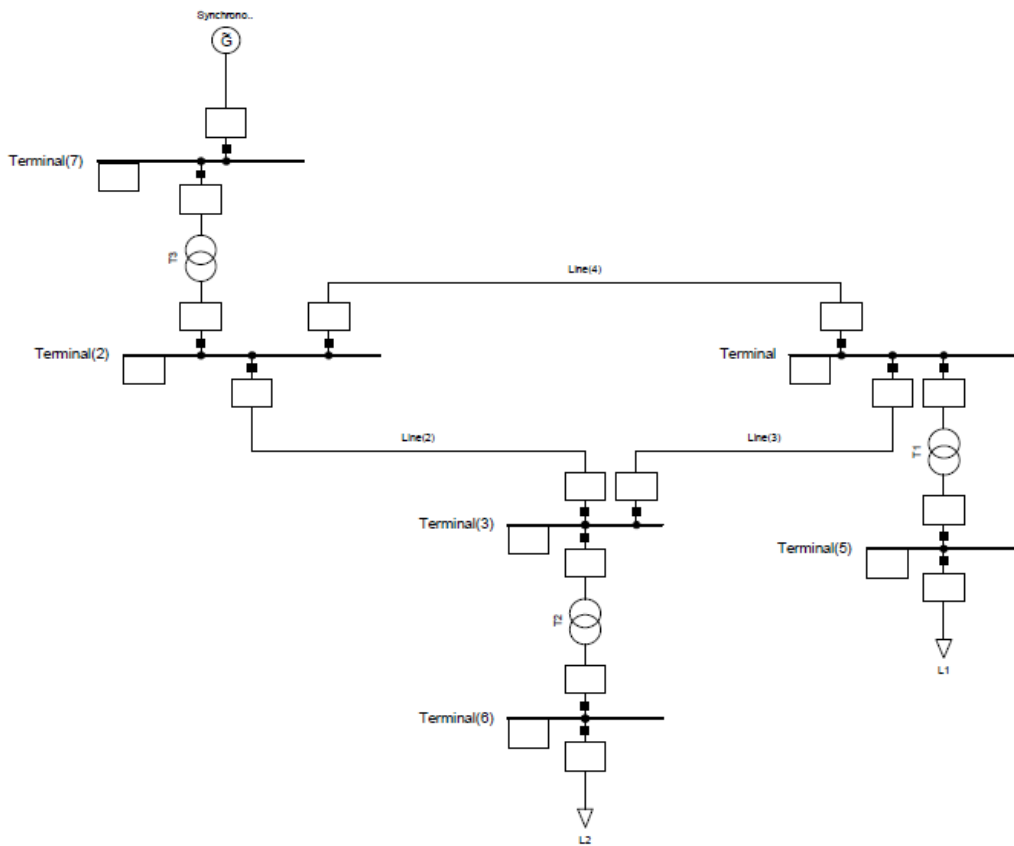 Synchrono..
G
~
Terminal(7)
T3
Line(4)
Terminal(2)
Terminal
Line(2)
Line(3)
T1
Terminal(3)
Terminal(5)
T2
L1
Terminal(6)
L2